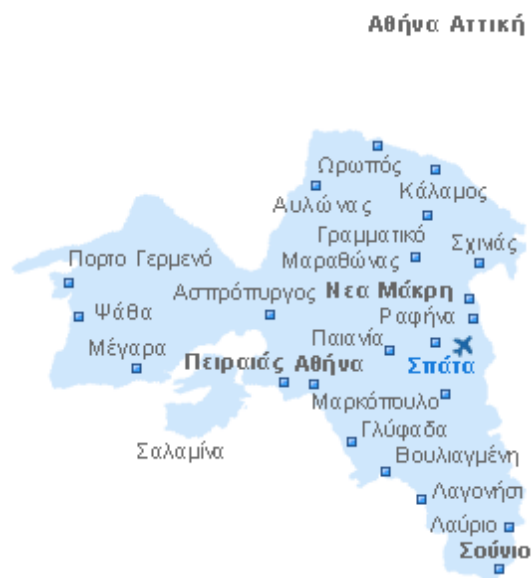 Αθήνα Αττική
Ωρωπός
Κάλαμος
Αυλώνας
Γραμματικό
Σχινιάς
Μαραθώνας
Πορτο Γερμενό
Ασπρόπυργος
Νεα Μάκρη
Ψάθα
Ραφήνα
Παιανία
Μέγαρα
Πειραιάς
Αθήνα
Σπάτα
Μαρκόπουλο
Γλύφαδα
Σαλαμίνα
Βουλιαγμένη
Λαγονήσι
Λαύριο
Σούνιο